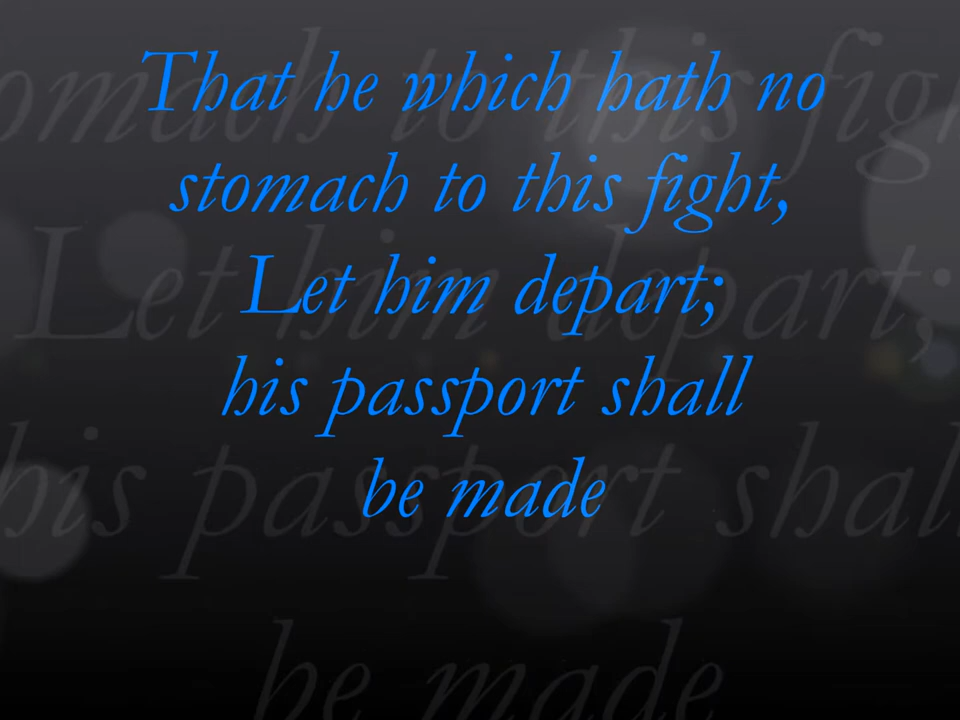 That he which hath no
stomach to this fight,
Let him depart;
his passport shall
be made